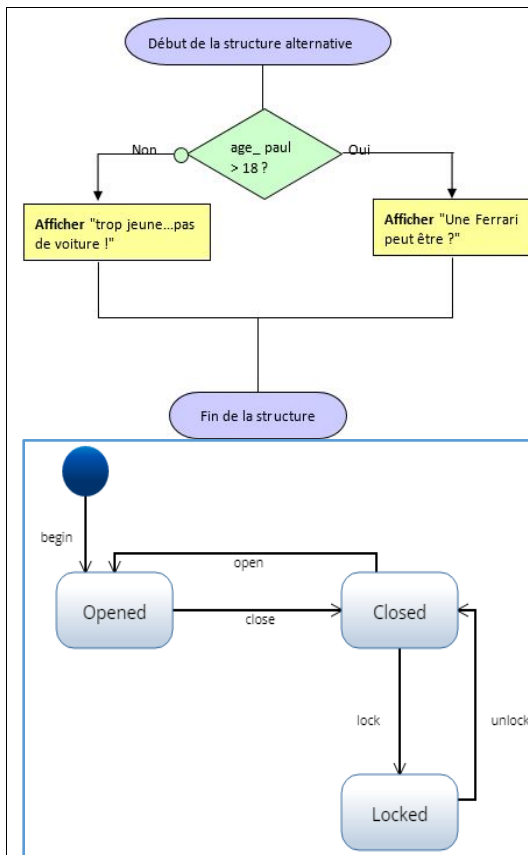 Début de la structure alternative
Non
age_ paul
> 18 ?
Oui
Afficher "trop jeune...pas
de voiture !"
Afficher "Une Ferrari
peut être ?"
Fin de la structure
begin
open
Opened
close
Closed
lock
unlock
Locked